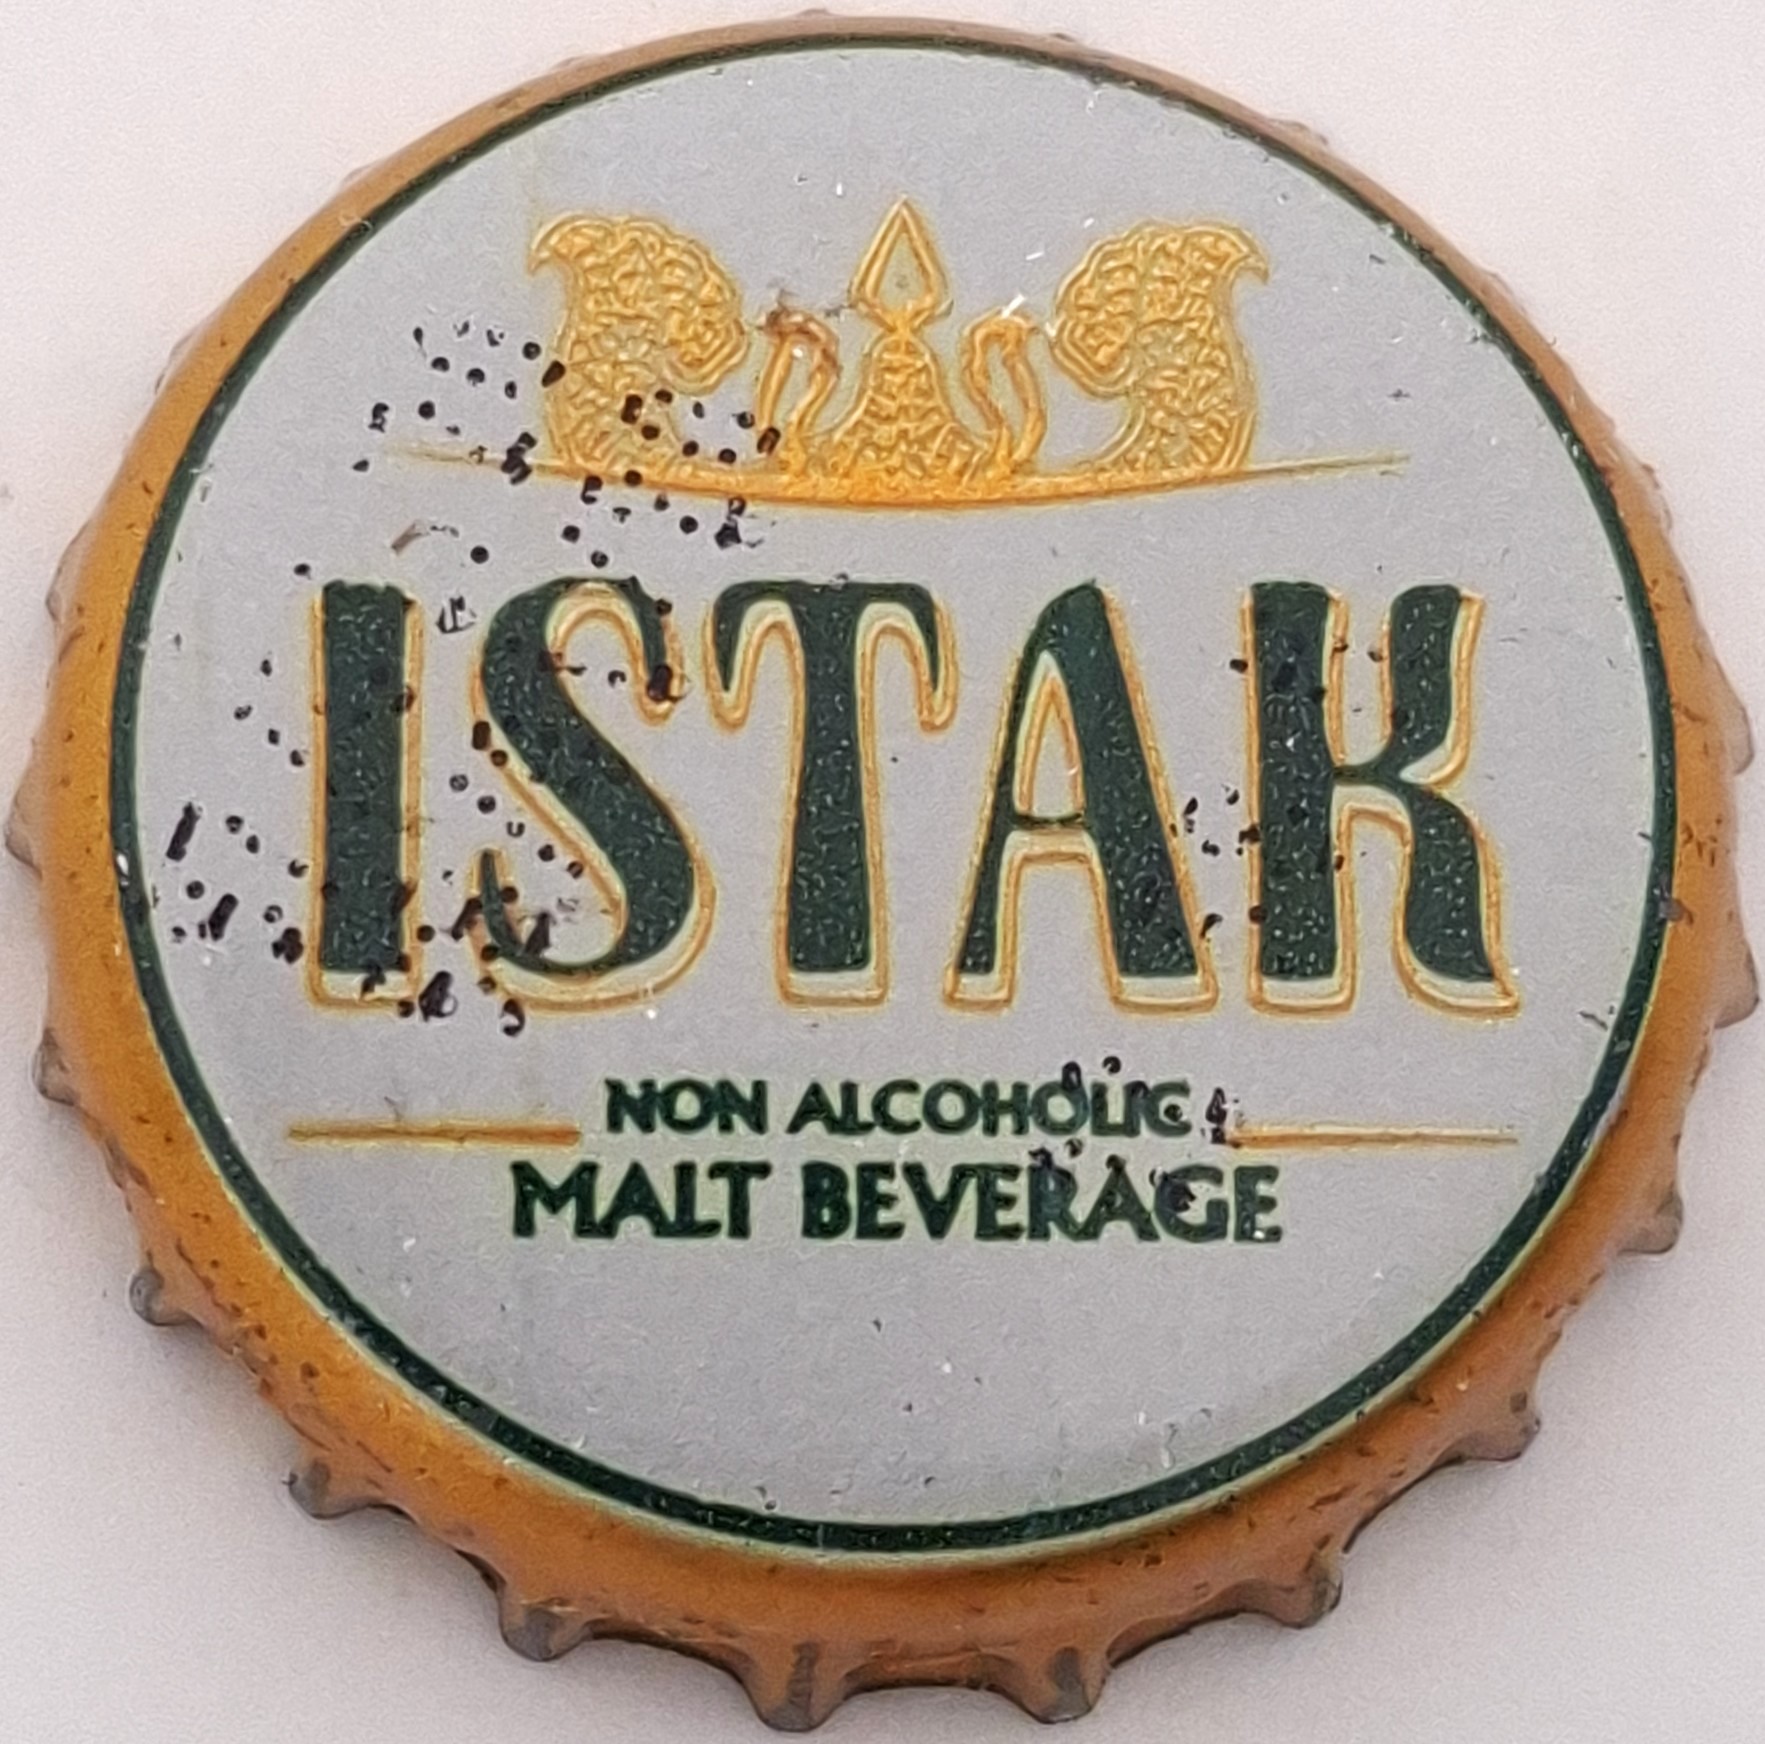 ISTAK
NON ALCOHOLIC
MALT BEVERAGE